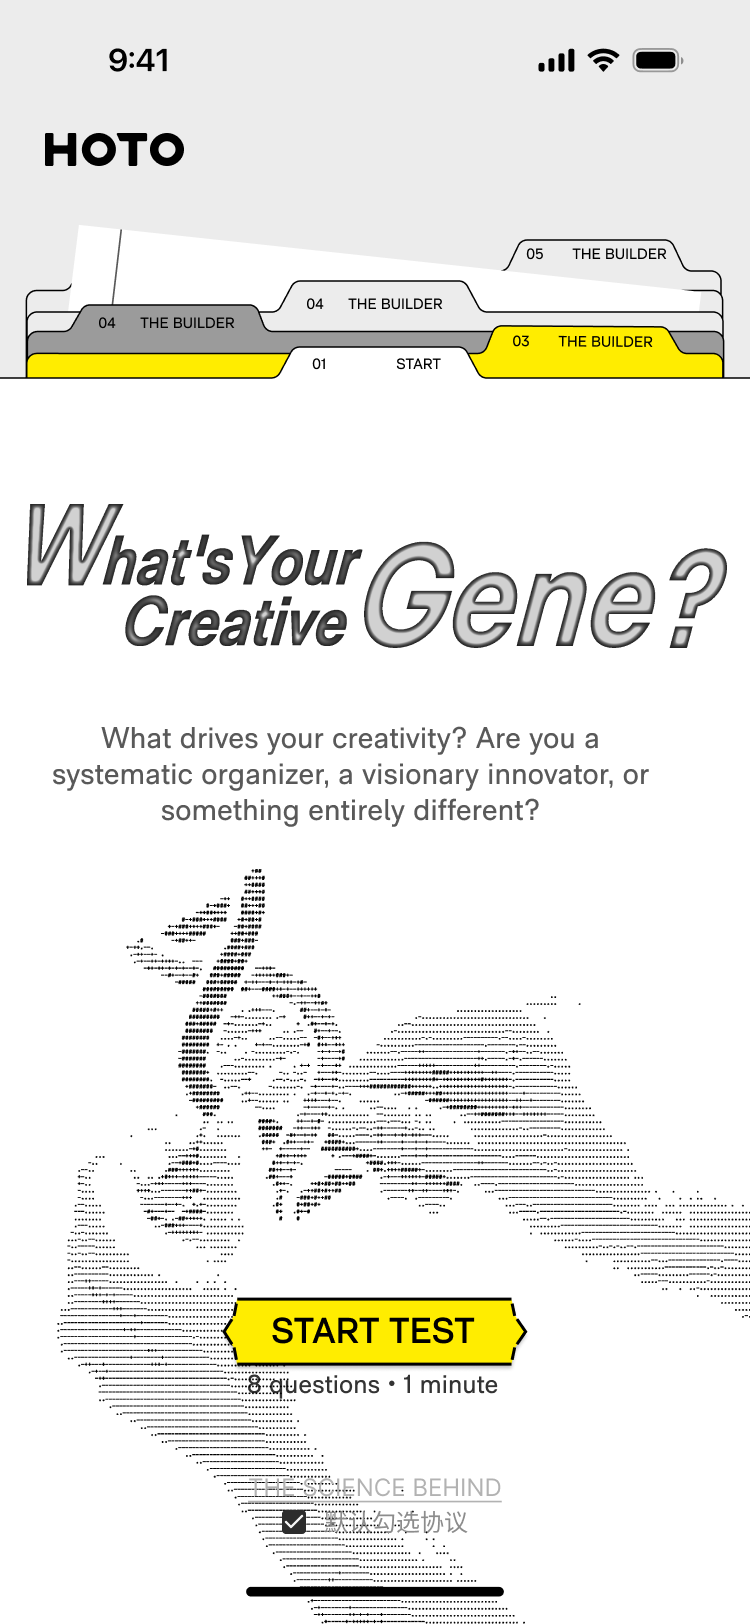 9:41
HOTO
05 THE BUILDER
04 THE BUILDER
04 THE BUILDER
03 THE BUILDER
01 START
What's Your
Creative Gene?
What drives your creativity? Are you a
systematic organizer, a visionary innovator, or
something entirely different?
START TEST
8 questions • 1 minute
THE SCIENCE BEHIND
默认勾选协议